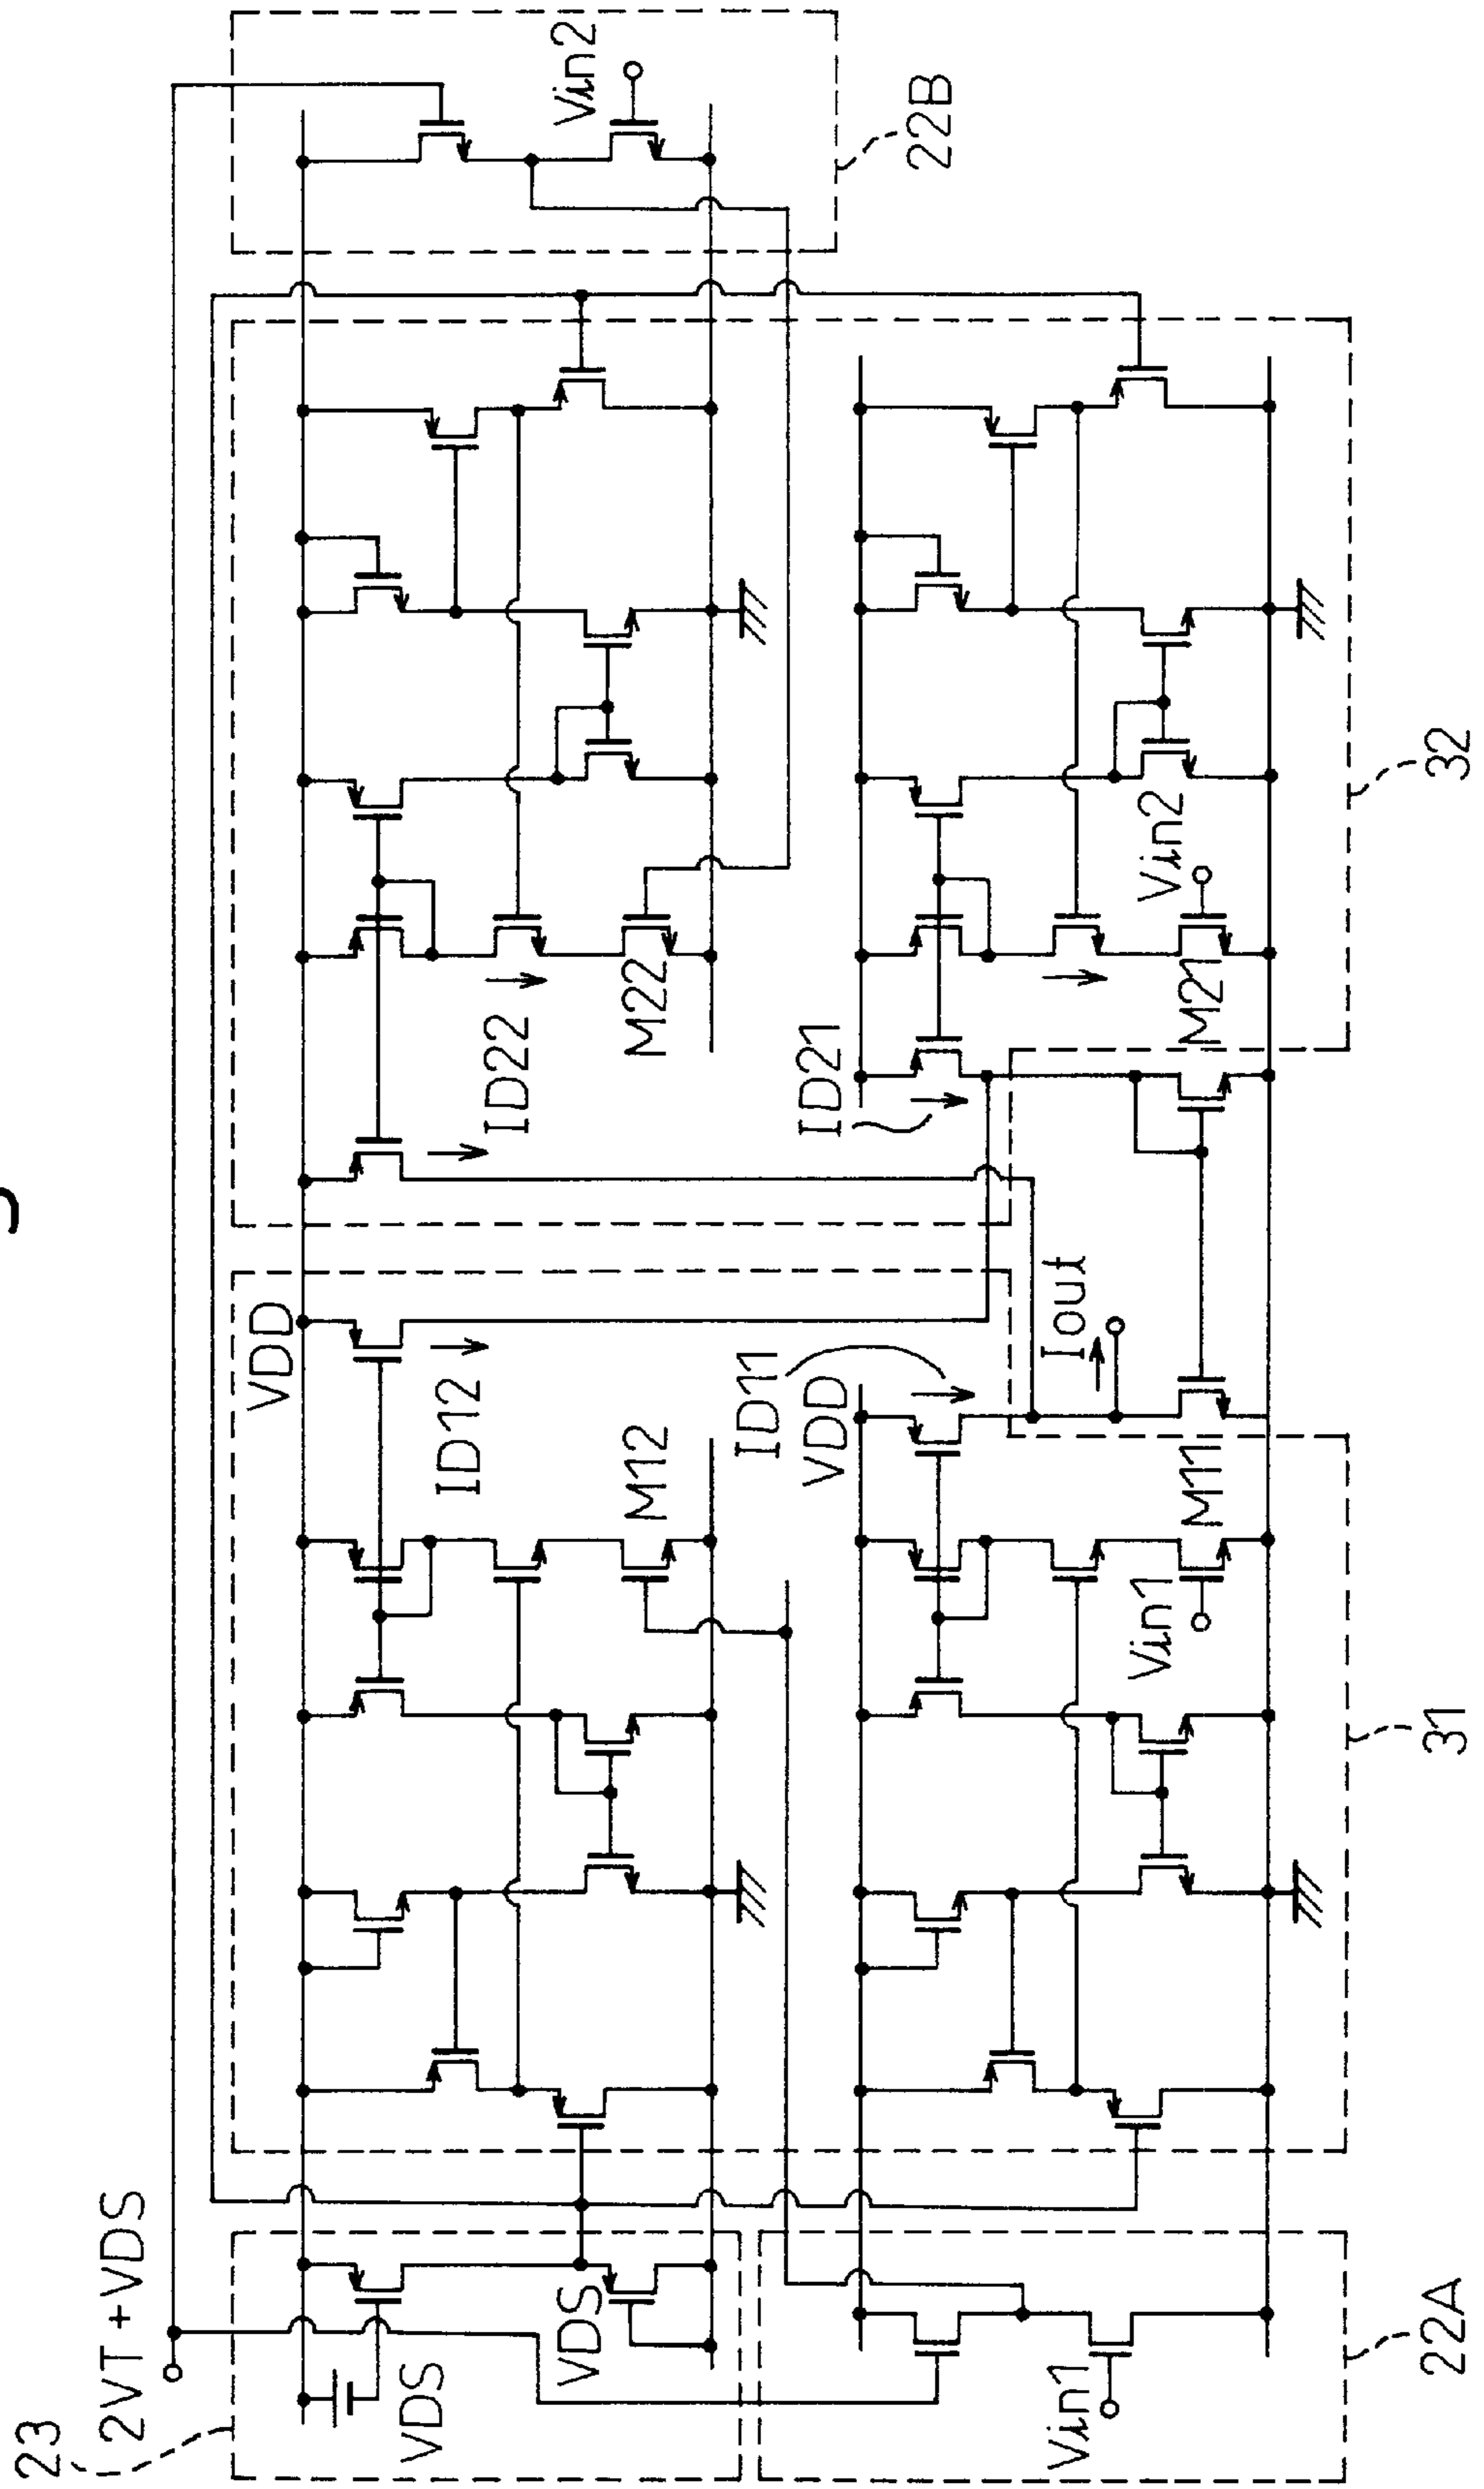 23
2VT+VDS
VDS
VDS
VDD
ID12
M12
ID22
M22
Vin2
22B
Vin1
22A
Vin1
M11
ID11
VDD
Iout
ID21
M21
Vin2
31
32